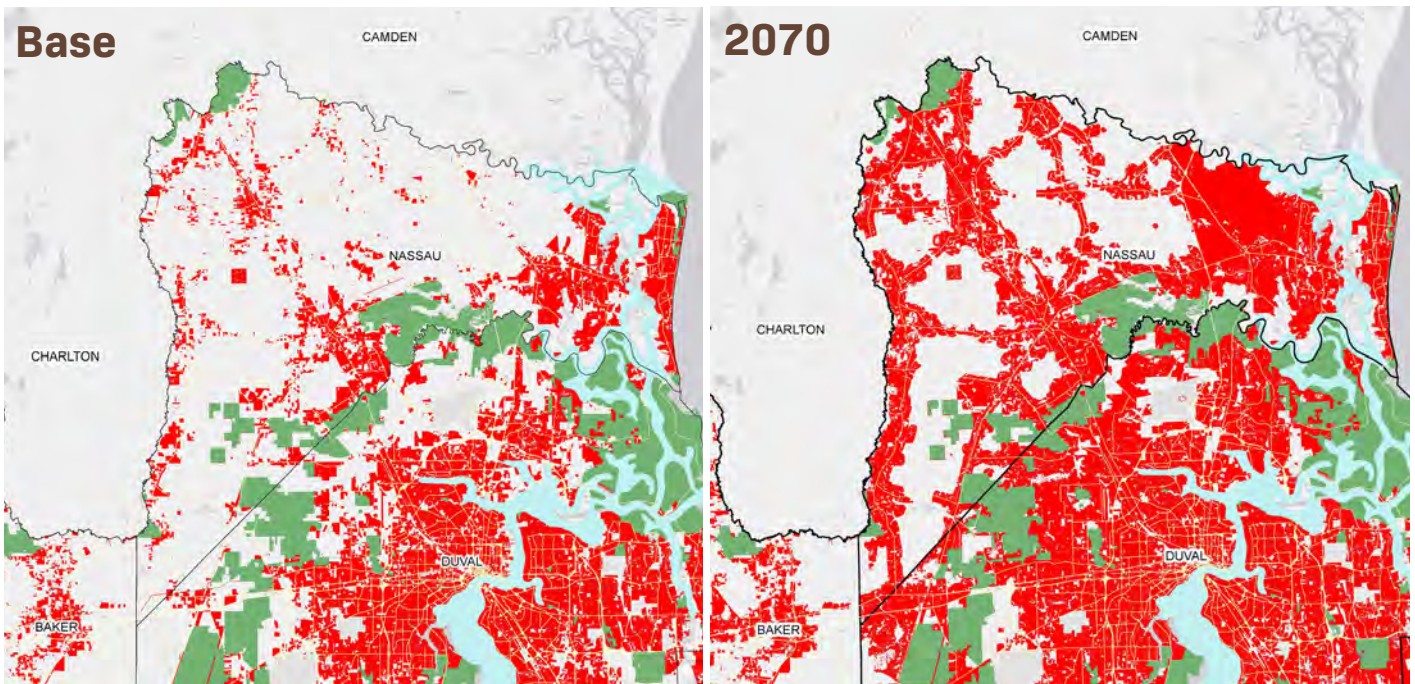 Base
CAMDEN
NASSAU
CHARLTON
DUVAL
BAKER
2070
CAMDEN
NASSAU
CHARLTON
DUVAL
BAKER